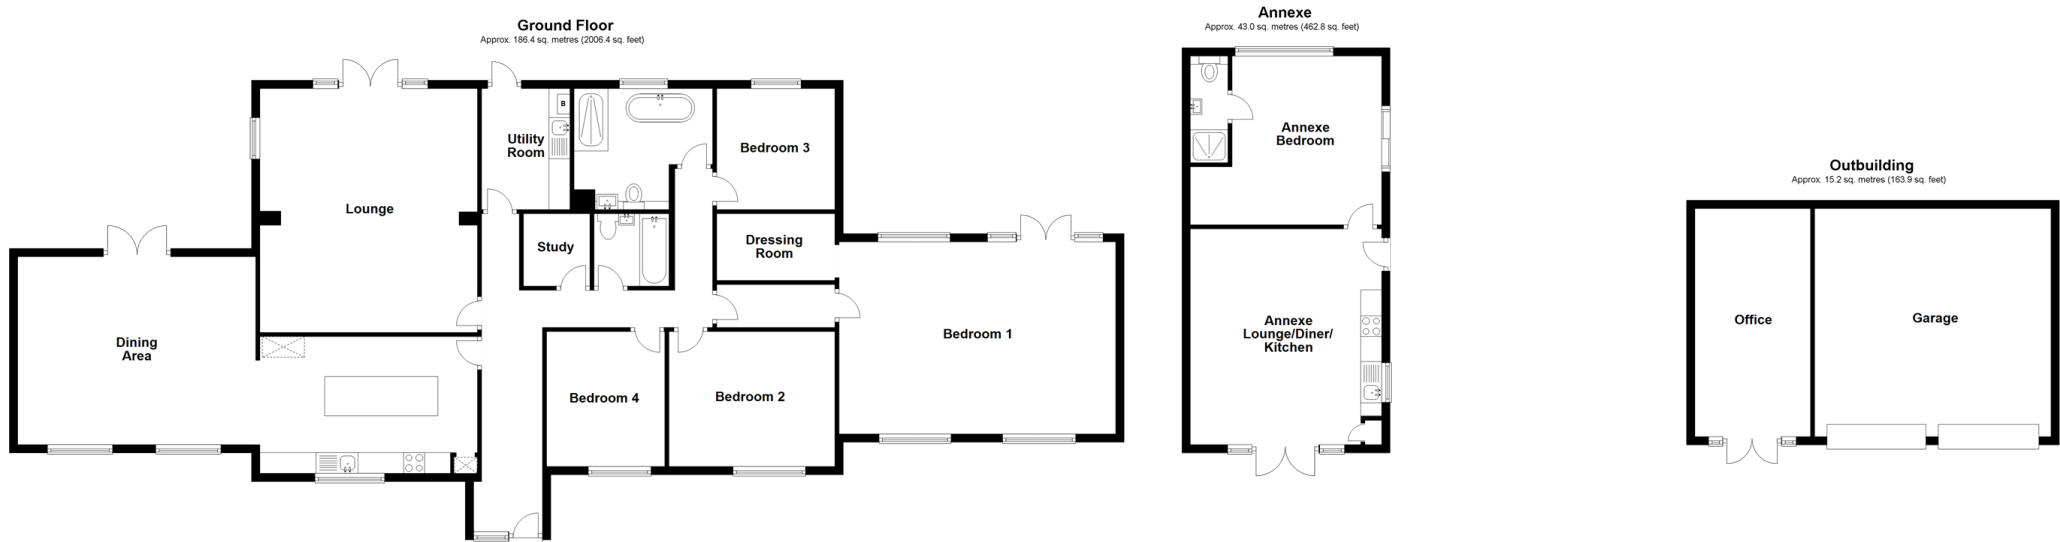 Ground Floor
Approx. 186.4 sq. metres (2006.4 sq. feet)
Lounge
Utility
Room
B
Bedroom 3
Study
Dressing
Room
Dining
Area
Bedroom 1
Bedroom 4
Bedroom 2
Annexe
Approx. 43.0 sq. metres (462.8 sq. feet)
Annexe
Bedroom
Annexe
Lounge/Diner/
Kitchen
Outbuilding
Approx. 15.2 sq. metres (163.9 sq. feet)
Office
Garage